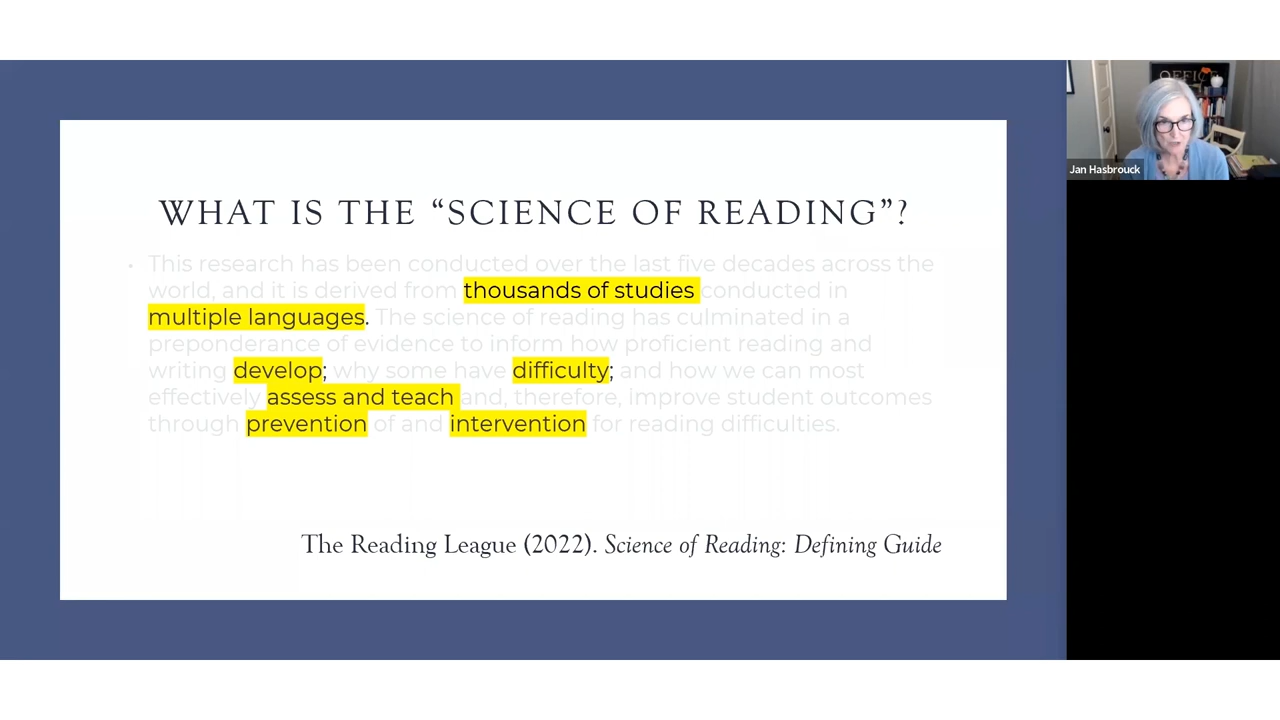 WHAT IS THE “SCIENCE OF READING”?
• This research has been conducted over the last five decades across the
world, and it is derived from thousands of studies conducted in
multiple languages. The science of reading has culminated in a
preponderance of evidence to inform how proficient reading and
writing develop; why some have difficulty; and how we can most
effectively assess and teach and, therefore, improve student outcomes
through prevention of and intervention for reading difficulties.
The Reading League (2022). Science of Reading: Defining Guide
OFFICE
Jan Hasbrouck